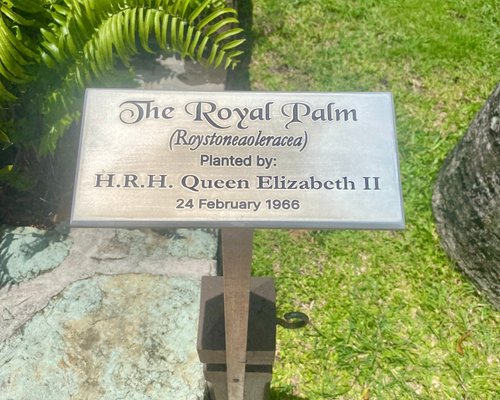 The Royal Palm
(Roystoneaoleracea)
Planted by:
H.R.H. Queen Elizabeth II
24 February 1966